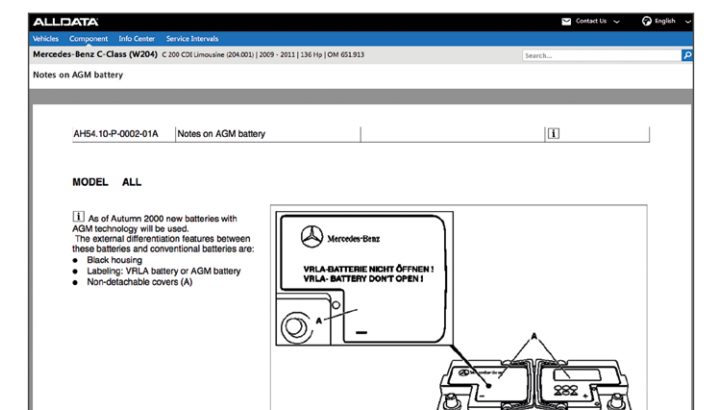 ALLDATA
Contact Us
English
Vehicles Component Info Center Service Intervals
Mercedes-Benz C-Class (W204) C 200 CDI Limousine (204.001) | 2009 - 2011 | 136 Hp | OM 651.913
Search...
Notes on AGM battery
AH54.10-P-0002-01A Notes on AGM battery i
MODEL ALL
i As of Autumn 2000 new batteries with
AGM technology will be
used.
The external differentiation features between
these batteries and conventional batteries are:
● Black housing
● Labeling: VRLA battery or AGM battery
● Non-detachable covers (A)
Mercedes-Benz
VRLA-BATTERIE NICHT ÖFFNEN !
VRLA- BATTERY DON'T OPEN !
A
A